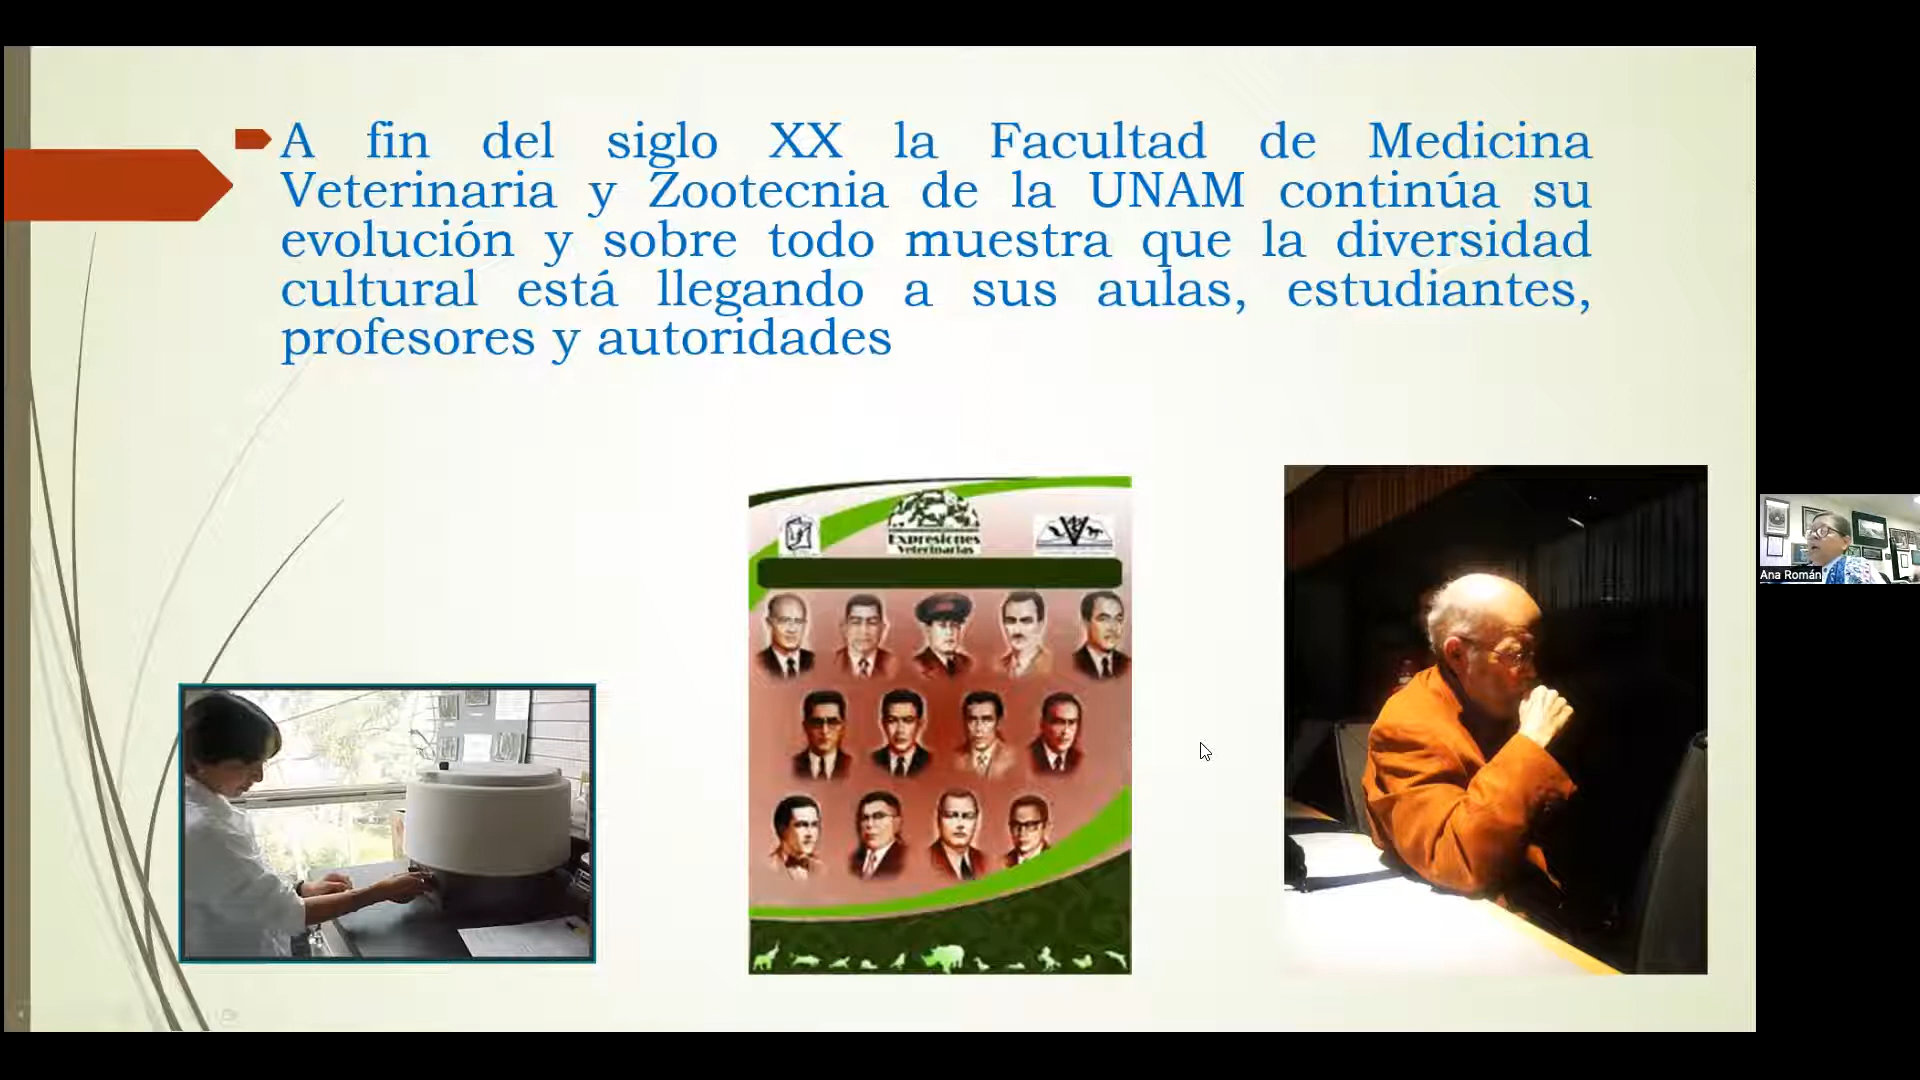 A fin del siglo XX la Facultad de Medicina
Veterinaria y Zootecnia de la UNAM continúa su
evolución y sobre todo muestra que la diversidad
cultural está llegando a sus aulas, estudiantes,
profesores y autoridades
Expresiones
Veterinarias
Ana Román